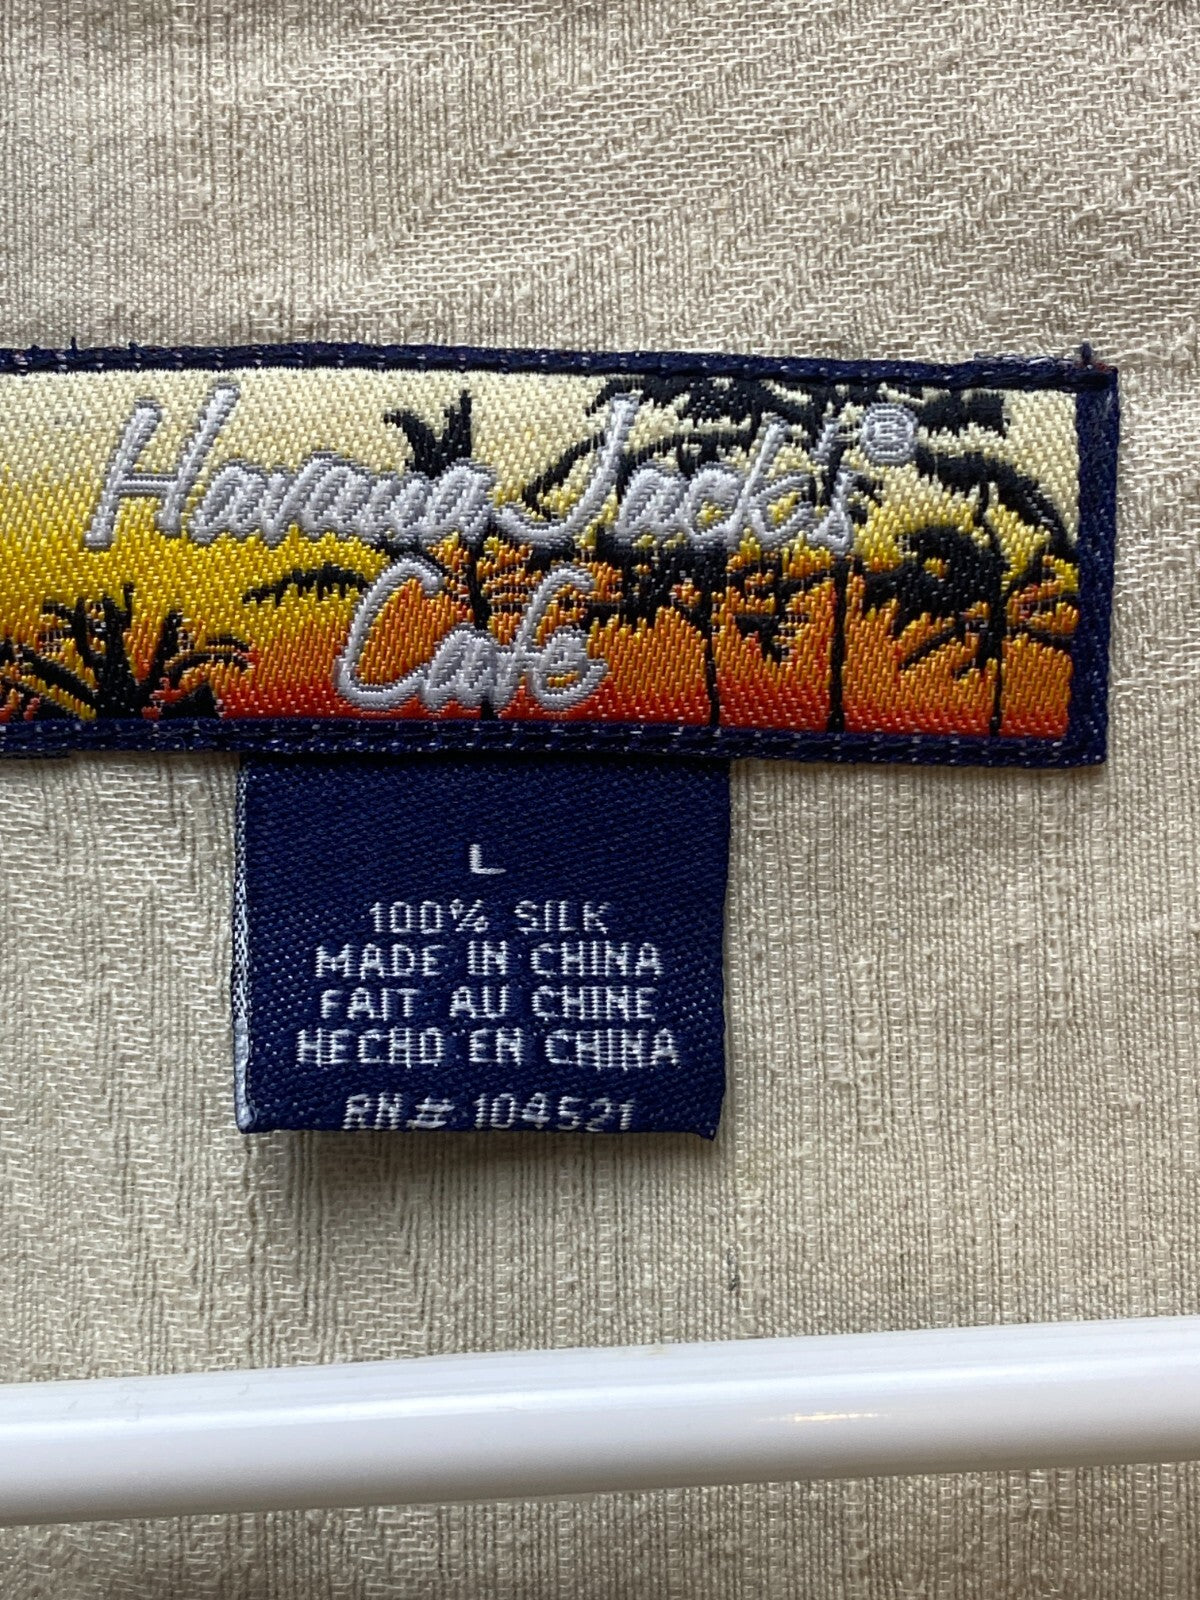 Havana Jack's®
Cafe
L
100% SILK
MADE IN CHINA
FAIT AU CHINE
HECHO EN CHINA
RN# 104521